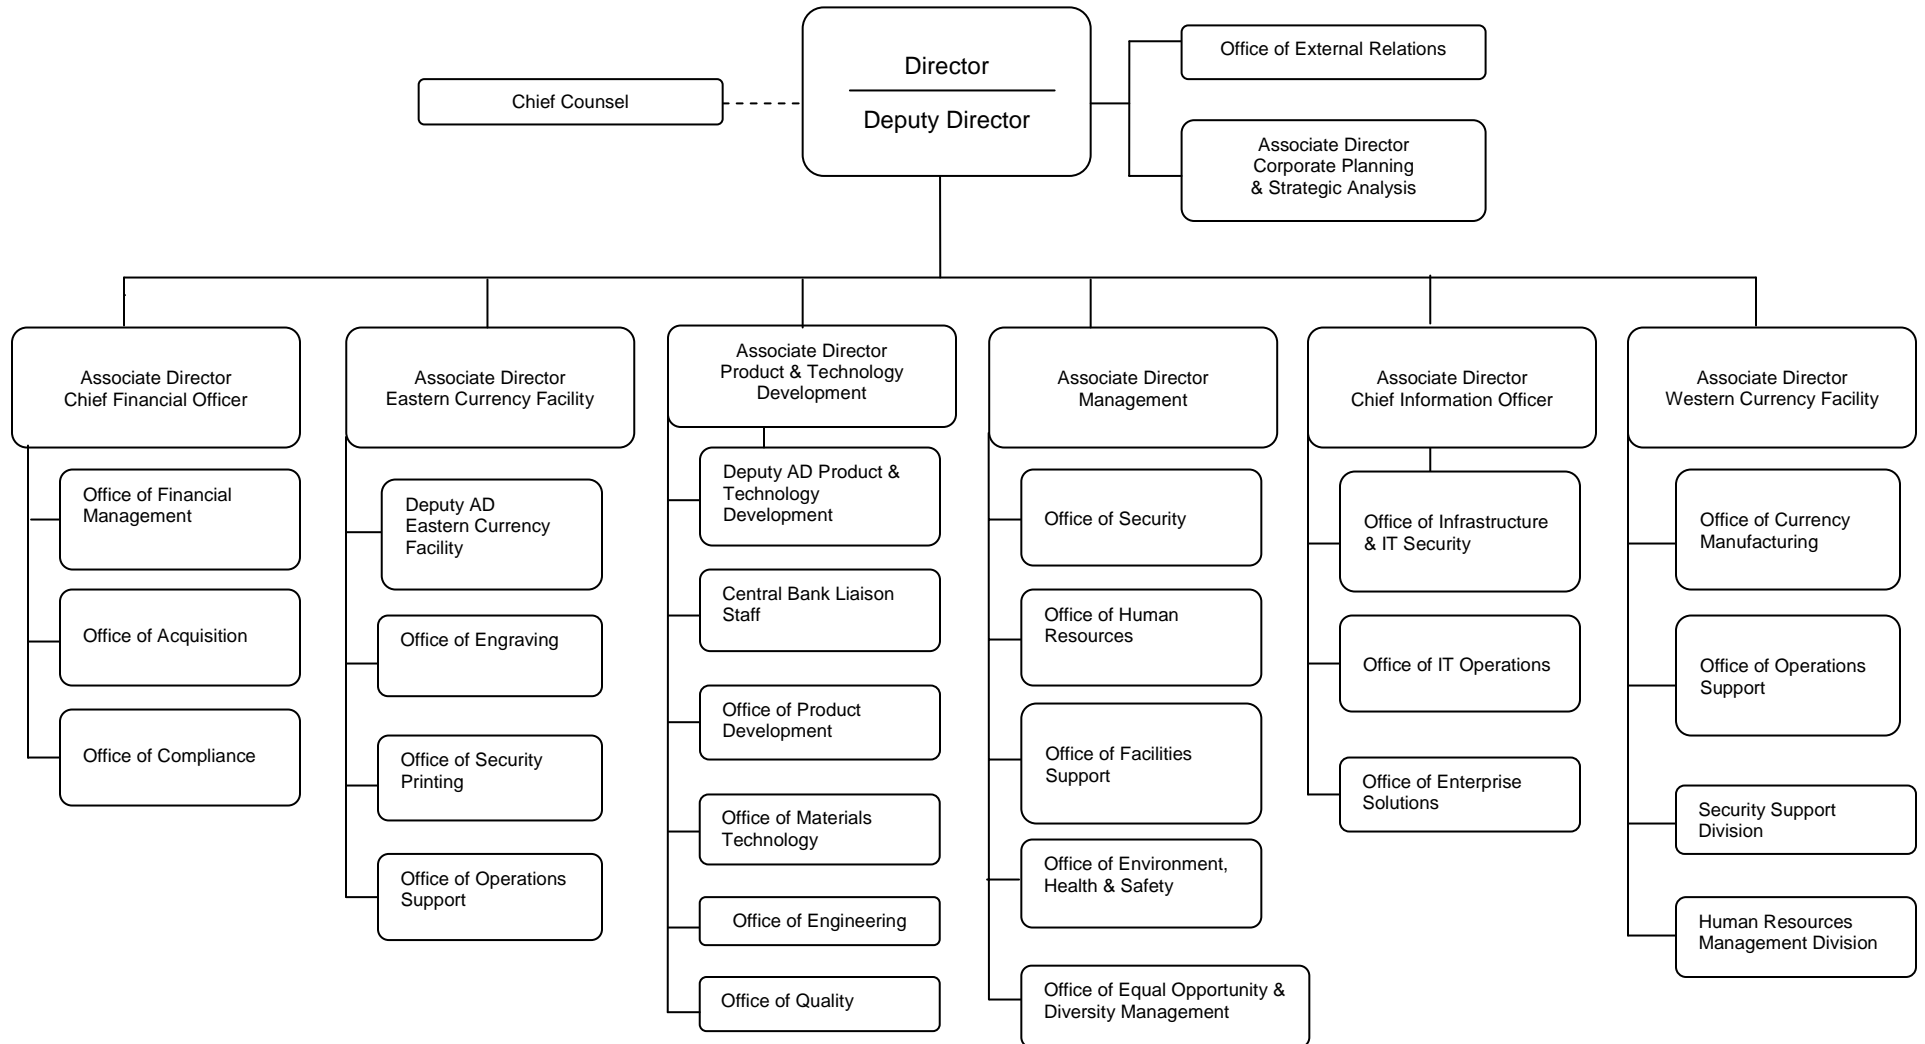 Director
Deputy Director
Chief Counsel
Office of External Relations
Associate Director
Corporate Planning
& Strategic Analysis
Associate Director
Chief Financial Officer
Office of Financial
Management
Office of Acquisition
Office of Compliance
Associate Director
Eastern Currency Facility
Deputy AD
Eastern Currency
Facility
Office of Engraving
Office of Security
Printing
Office of Operations
Support
Associate Director
Product & Technology
Development
Deputy AD Product &
Technology
Development
Central Bank Liaison
Staff
Office of Product
Development
Office of Materials
Technology
Office of Engineering
Office of Quality
Associate Director
Management
Office of Security
Office of Human
Resources
Office of Facilities
Support
Office of Environment,
Health & Safety
Office of Equal Opportunity &
Diversity Management
Associate Director
Chief Information Officer
Office of Infrastructure
& IT Security
Office of IT Operations
Office of Enterprise
Solutions
Associate Director
Western Currency Facility
Office of Currency
Manufacturing
Office of Operations
Support
Security Support
Division
Human Resources
Management Division